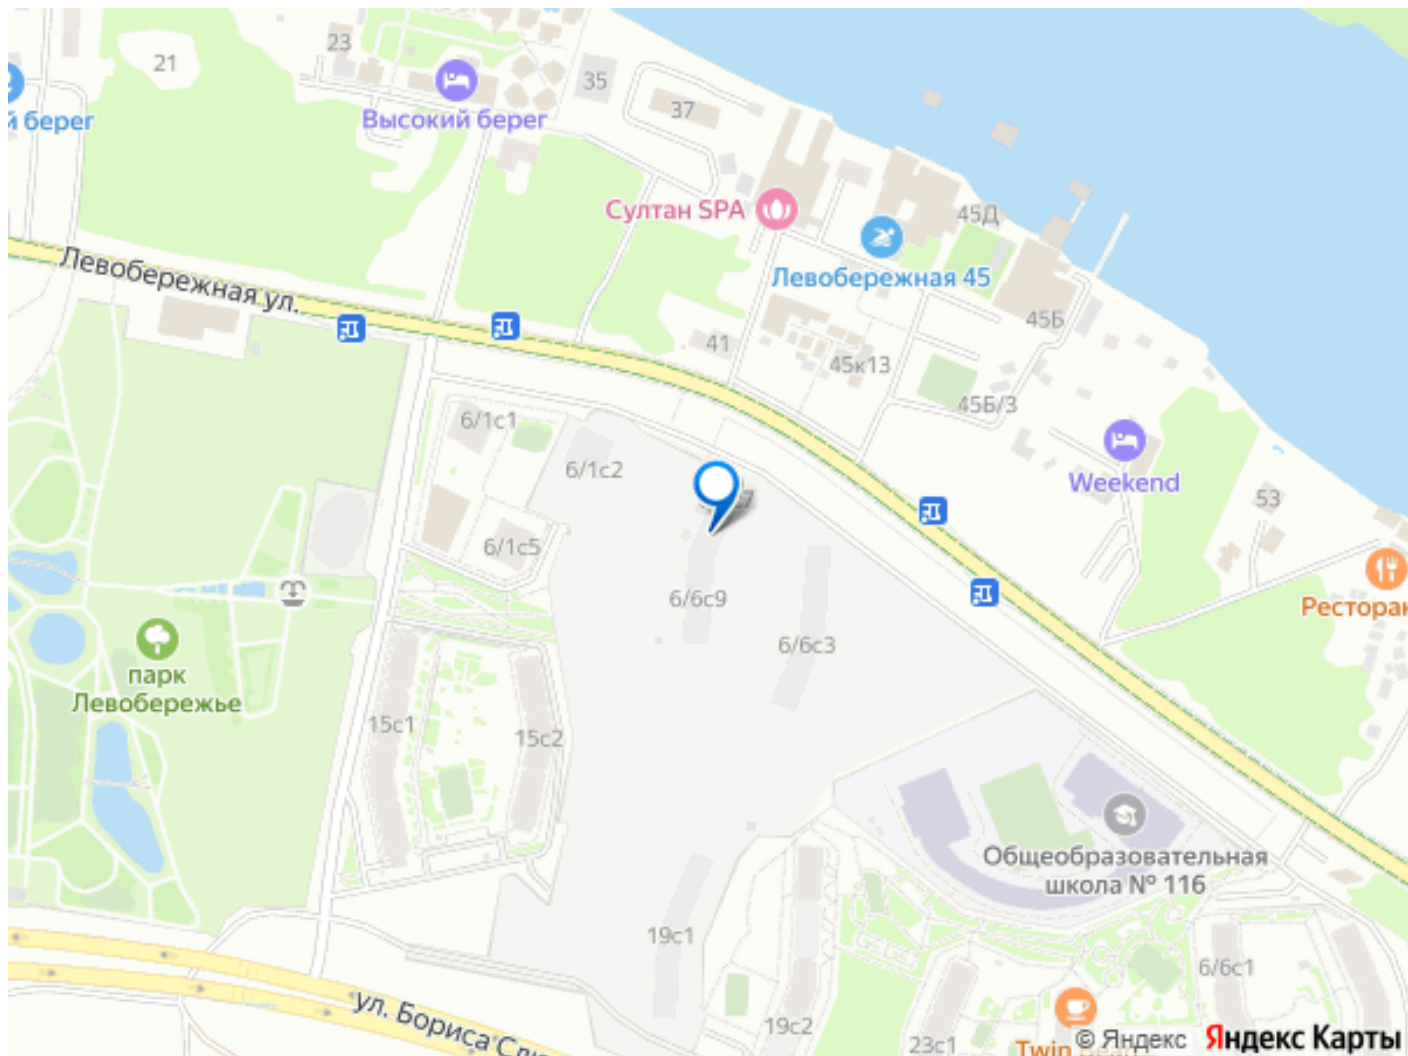 23
21
35
37
й берег
Высокий берег
Султан SPA
45Д
Левобережная ул.
Левобережная 45
45Б
41
45к13
45Б/3
6/1с1
6/1с2
Weekend
53
6/1с5
6/6с9
Рестора
6/6с3
парк
Левобережье
15с1
15с2
Общеобразовательная
школа № 116
19с1
6/6с1
ул. Бориса
19с2
23с1
Twin
© Яндекс Яндекс Карты